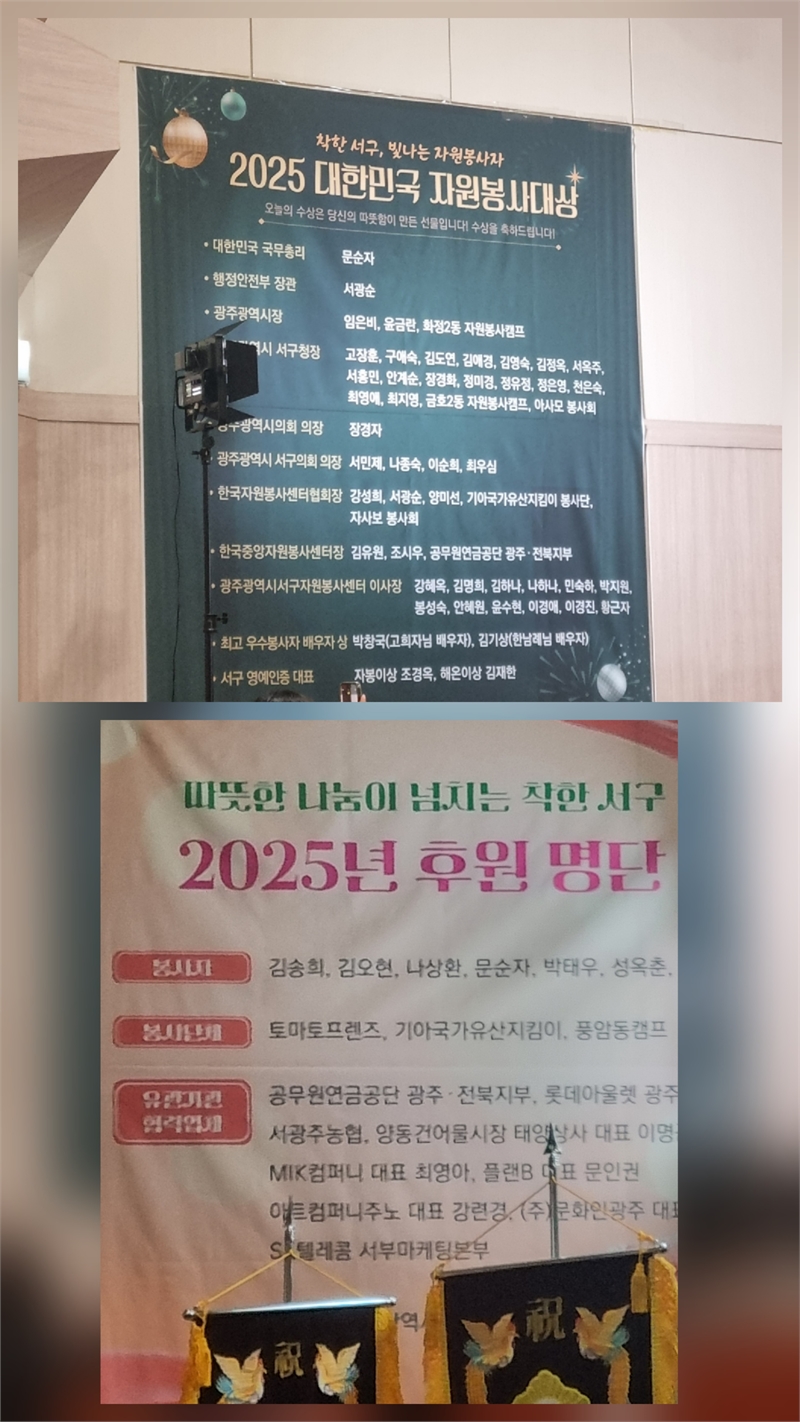 착한 서구, 빛나는 자원봉사자
2025 대한민국 자원봉사대상
오늘의 수상은 당신의 따뜻함이 만든 선물입니다! 수상을 축하드립니다!
• 대한민국 국무총리 문순자
• 행정안전부 장관 서광순
• 광주광역시장 임은비, 윤금란, 화정2동 자원봉사캠프
서구청장 고장훈, 구애숙, 김도연, 김애경, 김영숙, 김정옥, 서옥주,
서흥민, 안계순, 장경화, 정미경, 정유정, 정은영, 천은숙,
최영애, 최지영, 금호2동 자원봉사캠프, 아사모 봉사회
광주광역시의회 의장 장경자
• 광주광역시 서구의회 의장 서민제, 나종숙, 이순희, 최우심
• 한국자원봉사센터협회장 강성희, 서광순, 양미선, 기아국가유산지킴이 봉사단,
자사보 봉사회
• 한국중앙자원봉사센터장 김유원, 조시우, 공무원연금공단 광주·전북지부
• 광주광역시서구자원봉사센터 이사장 강혜옥, 김명희, 김하나, 나하나, 민숙하, 박지원,
봉성숙, 안혜원, 윤수현, 이경애, 이경진, 황근자
• 최고 우수봉사자 배우자 상 박창국(고희자님 배우자), 김기상(한남례님 배우자)
• 서구 영예인증 대표 자봉이상 조경옥, 해온이상 김재한
따뜻한 나눔이 넘치는 착한 서구
2025년 후원 명단
봉사자 김송희, 김오현, 나상환, 문순자, 박태우, 성옥춘,
봉사단체 토마토프렌즈, 기아국가유산지킴이, 풍암동캠프
유관기관 공무원연금공단 광주·전북지부, 롯데아울렛 광주
협력업체 서광주농협, 양동건어물시장 태양상사 대표 이명
MIK컴퍼니 대표 최영아, 플랜B 대표 문인권
아트컴퍼니주노 대표 강련경, (주)문화인광주 대표
텔레콤 서부마케팅본부
祝 祝